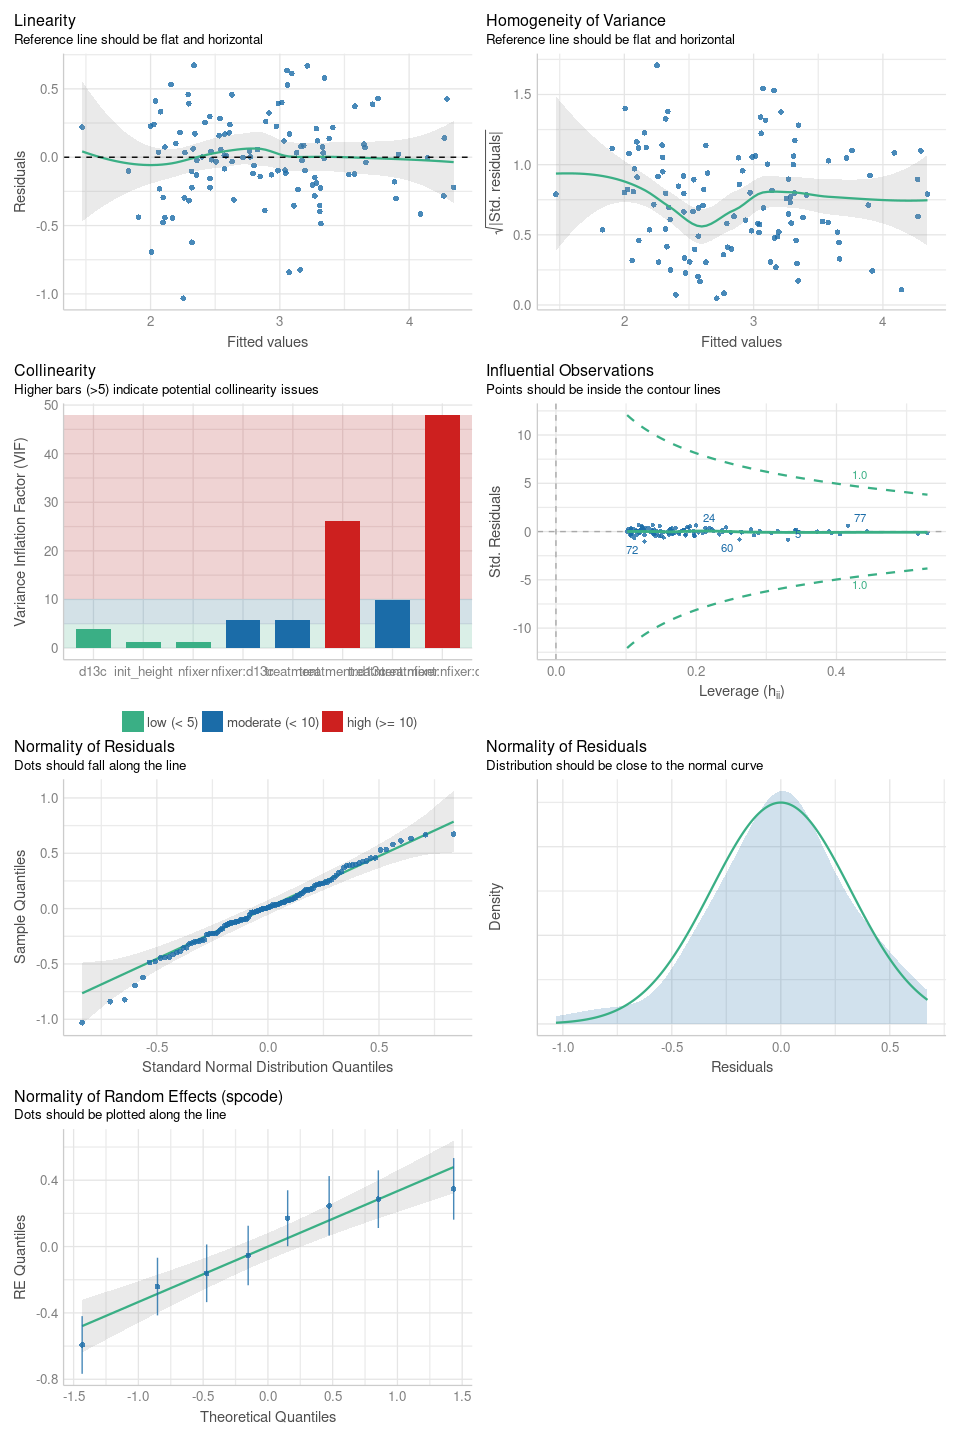 Linearity
Reference line should be flat and horizontal
Residuals
0.5
0.0
-0.5
-1.0
2
3
4
Fitted values
Homogeneity of Variance
Reference line should be flat and horizontal
√|Std. residuals|
1.5
1.0
0.5
0.0
2
3
4
Fitted values
Collinearity
Higher bars (>5) indicate potential collinearity issues
Variance Inflation Factor (VIF)
50
40
30
20
10
0
d13c
init_height
nfixer
nfixer:d13c
treatment
low (< 5)
moderate (< 10)
high (>= 10)
Influential Observations
Points should be inside the contour lines
Std. Residuals
10
5
0
-5
-10
1.0
24
77
5
72
60
1.0
0.0
0.2
0.4
Leverage (hii)
Normality of Residuals
Dots should fall along the line
Sample Quantiles
1.0
0.5
0.0
-0.5
-1.0
-0.5
0.0
0.5
Standard Normal Distribution Quantiles
Normality of Residuals
Distribution should be close to the normal curve
Density
-1.0
-0.5
0.0
0.5
Residuals
Normality of Random Effects (spcode)
Dots should be plotted along the line
RE Quantiles
0.4
0.0
-0.4
-0.8
-1.5
-1.0
-0.5
0.0
0.5
1.0
1.5
Theoretical Quantiles